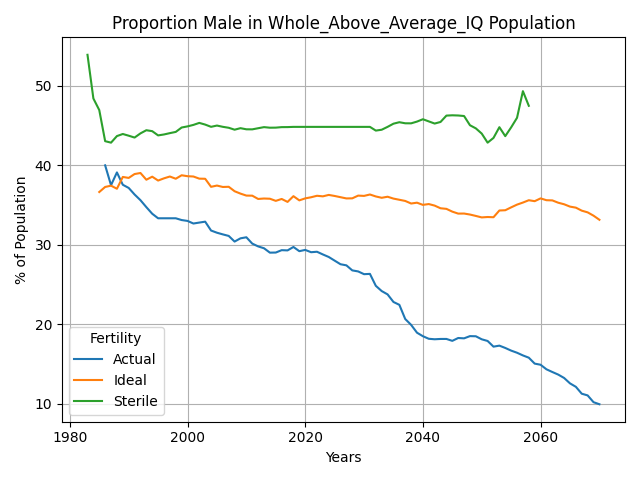 Proportion Male in Whole_Above_Average_IQ Population
% of Population
50
40
30
20
10
Fertility
Actual
Ideal
Sterile
1980
2000
2020
2040
2060
Years